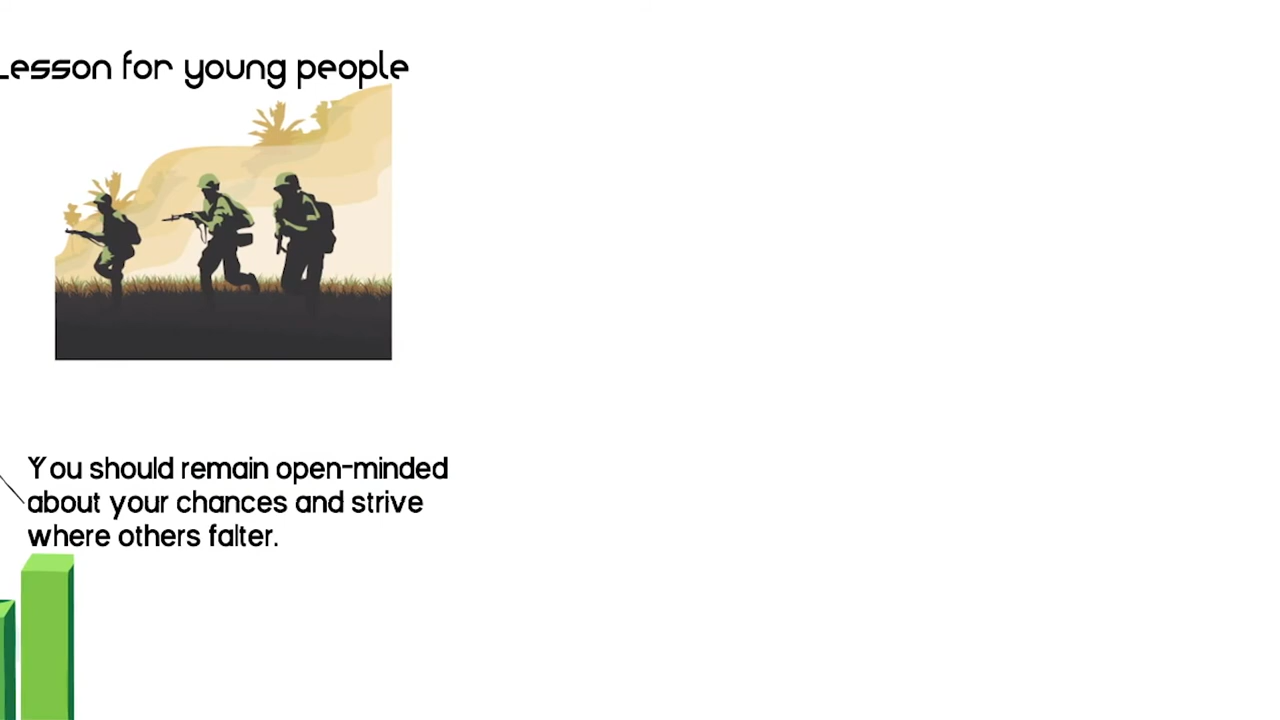 Lesson for young people
You should remain open-minded
about your chances and strive
where others falter.